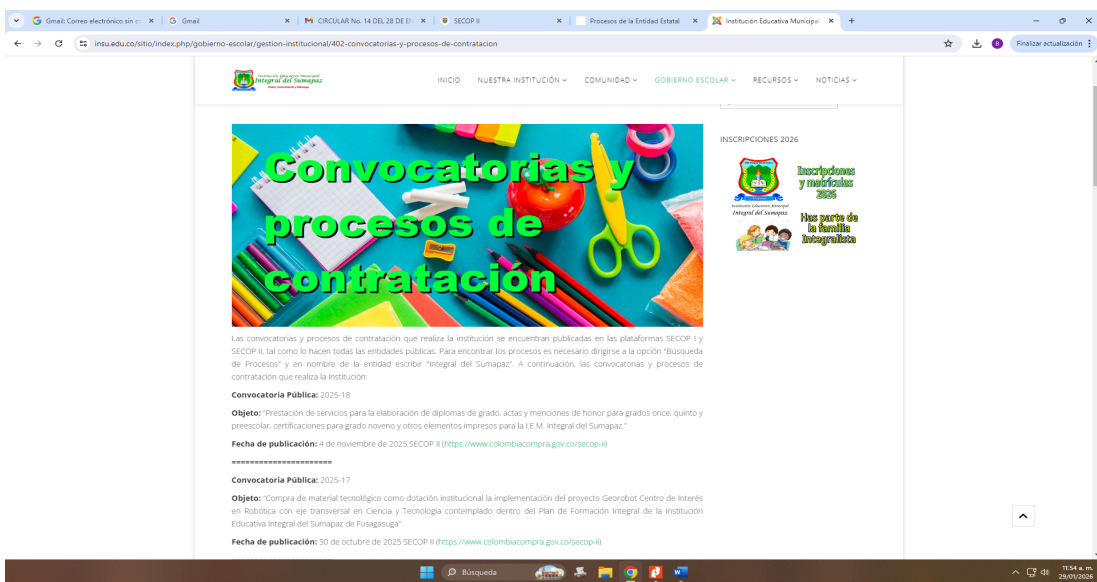 Gmail: Correo electrónico sin co
Gmail
CIRCULAR No. 14 DEL 28 DE EN
SECOP II
Procesos de la Entidad Estatal
Institución Educativa Municipal
insu.edu.co/sitio/index.php/gobierno-escolar/gestion-institucional/402-convocatorias-y-procesos-de-contratacion
B
Finalizar actualización
Institución Educativa Municipal
Integral del Sumapaz
INICIO NUESTRA INSTITUCIÓN COMUNIDAD GOBIERNO ESCOLAR RECURSOS NOTICIAS
Convocatorias y
procesos de
contratación
INSCRIPCIONES 2026
Inscripciones
y matrículas
2026
Institución Educativa Municipal
Integral del Sumapaz
Has parte de
la familia
Integralista
Las convocatorias y procesos de contratación que realiza la institución se encuentran publicadas en las plataformas SECOP I y
SECOP II, tal como lo hacen todas las entidades públicas. Para encontrar los procesos es necesario dirigirse a la opción "Búsqueda
de Procesos" y en nombre de la entidad escribir "Integral del Sumapaz". A continuación, las convocatorias y procesos de
contratación que realiza la Institución:
Convocatoria Pública: 2025-18
Objeto: "Prestación de servicios para la elaboración de diplomas de grado, actas y menciones de honor para grados once, quinto y
preescolar, certificaciones para grado noveno y otros elementos impresos para la I.E.M. Integral del Sumapaz."
Fecha de publicación: 4 de noviembre de 2025 SECOP II (https://www.colombiacompra.gov.co/secop-ii)
======================
Convocatoria Pública: 2025-17
Objeto: "Compra de material tecnológico como dotación institucional la implementación del proyecto Georobot Centro de Interés
en Robótica con eje transversal en Ciencia y Tecnología contemplado dentro del Plan de Formación Integral de la Institución
Educativa Integral del Sumapaz de Fusagasugá"
Fecha de publicación: 30 de octubre de 2025 SECOP II (https://www.colombiacompra.gov.co/secop-ii)
Búsqueda
11:54 a. m.
29/01/2026